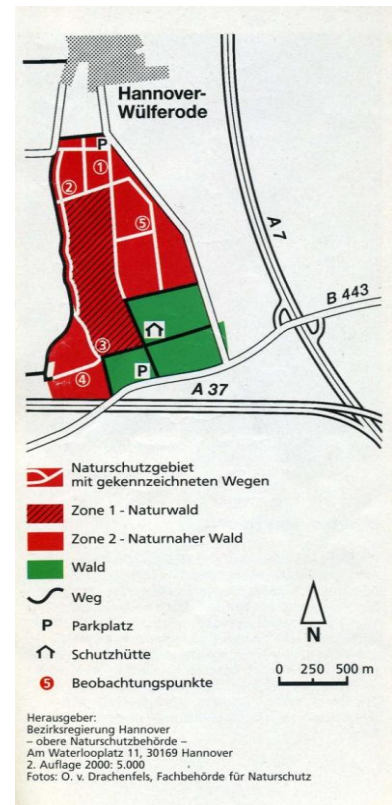 Hannover-
Wülferode
P
1
2
5
A 7
B 443
3
4
P
A 37
Naturschutzgebiet
mit gekennzeichneten Wegen
Zone 1 - Naturwald
Zone 2 - Naturnaher Wald
Wald
Weg
P Parkplatz
Schutzhütte
5 Beobachtungspunkte
N
0 250 500 m
Herausgeber:
Bezirksregierung Hannover
– obere Naturschutzbehörde –
Am Waterlooplatz 11, 30169 Hannover
2. Auflage 2000: 5.000
Fotos: O. v. Drachenfels, Fachbehörde für Naturschutz